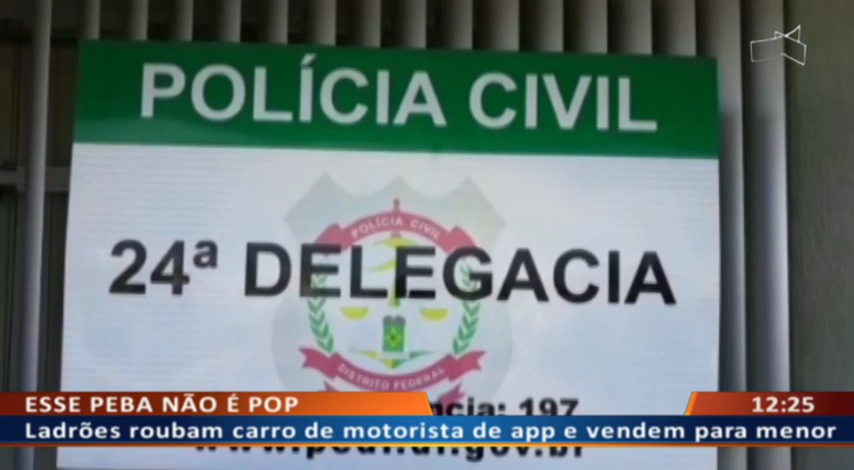 POLÍCIA CIVIL
POLÍCIA CIVIL
24ª DELEGACIA
DISTRITO FEDERAL
197
ESSE PEBA NÃO É POP
12:25
Ladrões roubam carro de motorista de app e vendem para menor